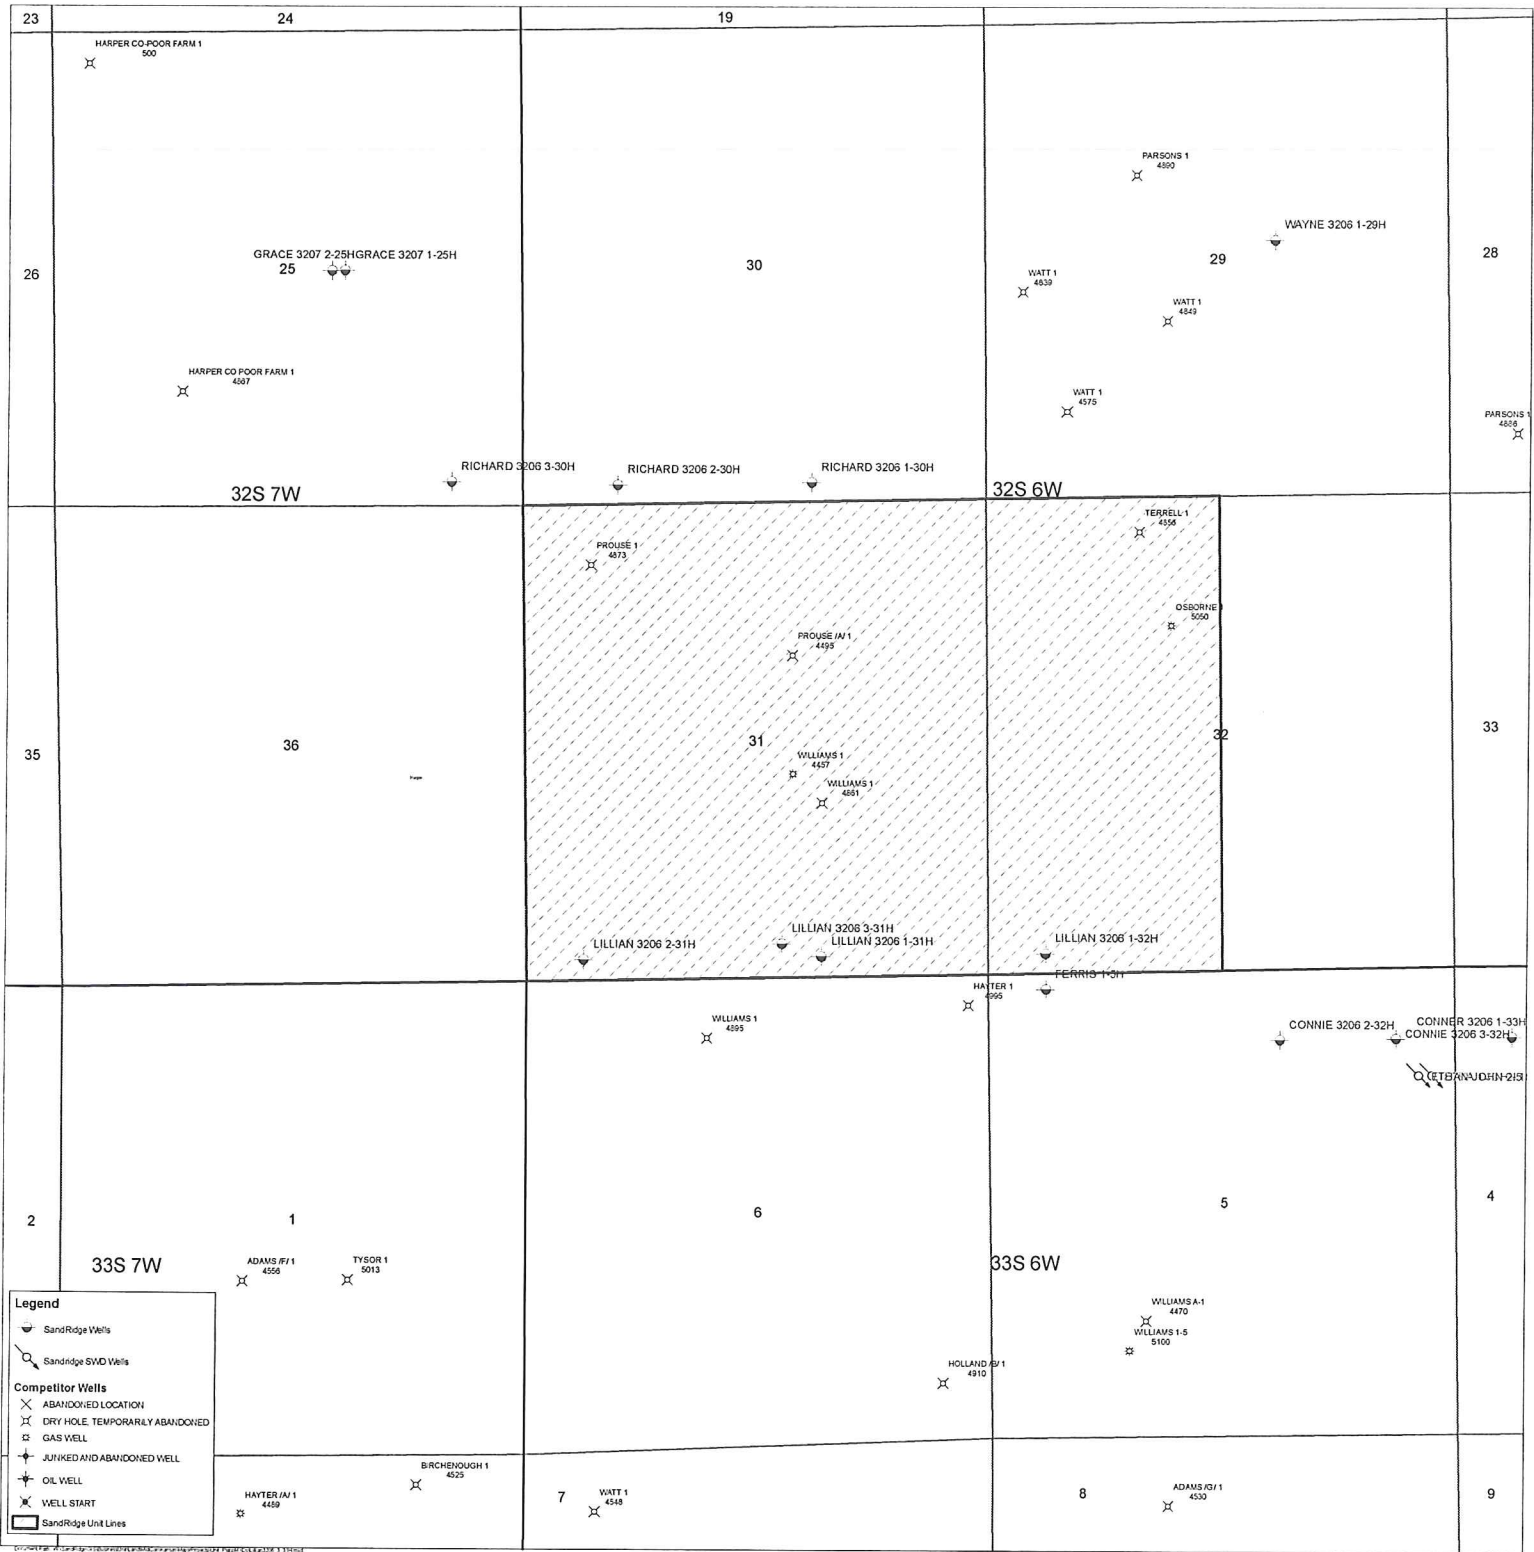 23
24
19
HARPER CO-POOR FARM 1
500
PARSONS 1
4890
WAYNE 3206 1-29H
GRACE 3207 2-25H
GRACE 3207 1-25H
26
25
30
29
28
WATT 1
4839
WATT 1
4849
HARPER CO POOR FARM 1
4867
WATT 1
4575
PARSONS 1
4886
RICHARD 3206 3-30H
RICHARD 3206 2-30H
RICHARD 3206 1-30H
32S 7W
32S 6W
TERRELL 1
4856
PROUSE 1
4873
OSBORNE 1
5050
PROUSE /A/ 1
4495
35
36
31
32
33
WILLIAMS 1
4457
WILLIAMS 1
4861
LILLIAN 3206 2-31H
LILLIAN 3206 3-31H
LILLIAN 3206 1-31H
LILLIAN 3206 1-32H
FERRIS 1-5H
HAYTER 1
4995
WILLIAMS 1
4895
CONNIE 3206 2-32H
CONNER 3206 1-33H
CONNIE 3206 3-32H
2
1
6
5
4
33S 7W
33S 6W
ADAMS /F/ 1
4556
TYSOR 1
5013
WILLIAMS A-1
4470
WILLIAMS 1-5
5100
HOLLAND /B/ 1
4910
BIRCHENOUGH 1
4525
HAYTER /A/ 1
4489
7
WATT 1
4548
8
ADAMS /G/ 1
4530
9
Legend
SandRidge Wells
Sandridge SWD Wells
Competitor Wells
ABANDONED LOCATION
DRY HOLE, TEMPORARILY ABANDONED
GAS WELL
JUNKED AND ABANDONED WELL
OIL WELL
WELL START
SandRidge Unit Lines